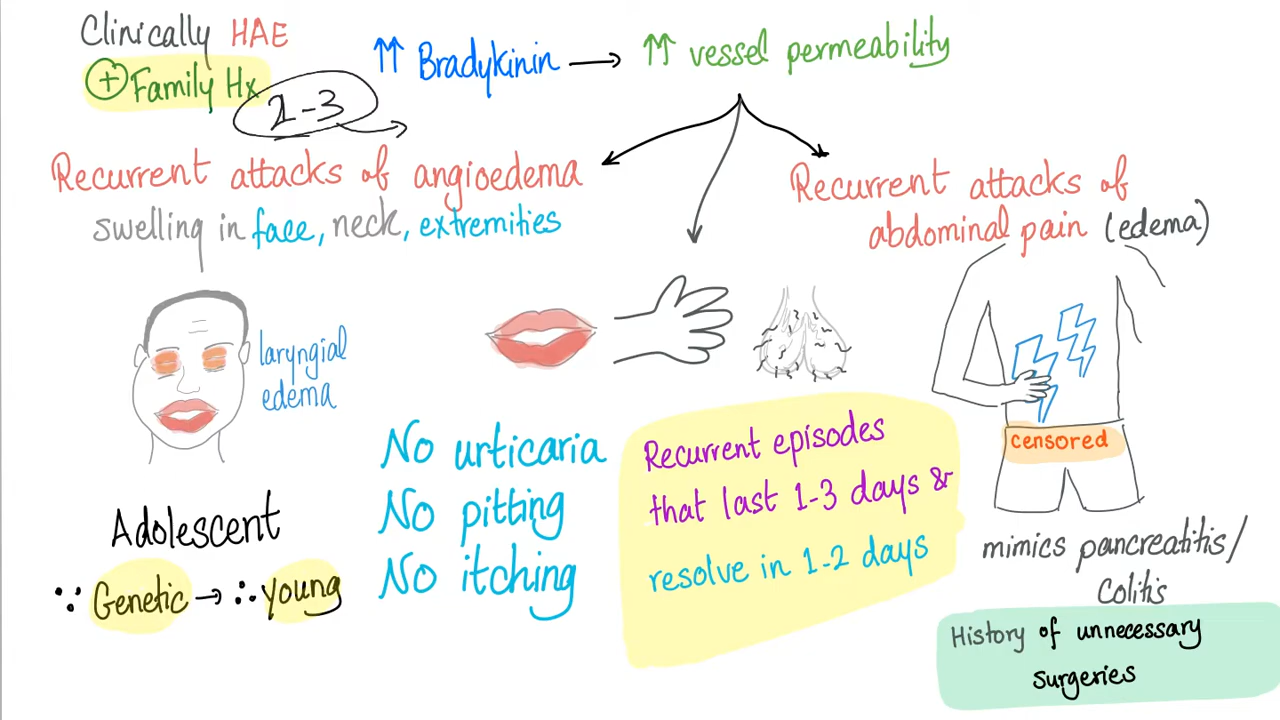 Clinically HAE
(+) Family Hx
1-3
↑↑ Bradykinin → ↑↑ vessel permeability
Recurrent attacks of angioedema
swelling in face, neck, extremities
Recurrent attacks of
abdominal pain (edema)
laryngial
edema
No urticaria
No pitting
No itching
Recurrent episodes
that last 1-3 days &
resolve in 1-2 days
censored
Adolescent
∵ Genetic → ∴ young
mimics pancreatitis/
Colitis
History of unnecessary
surgeries